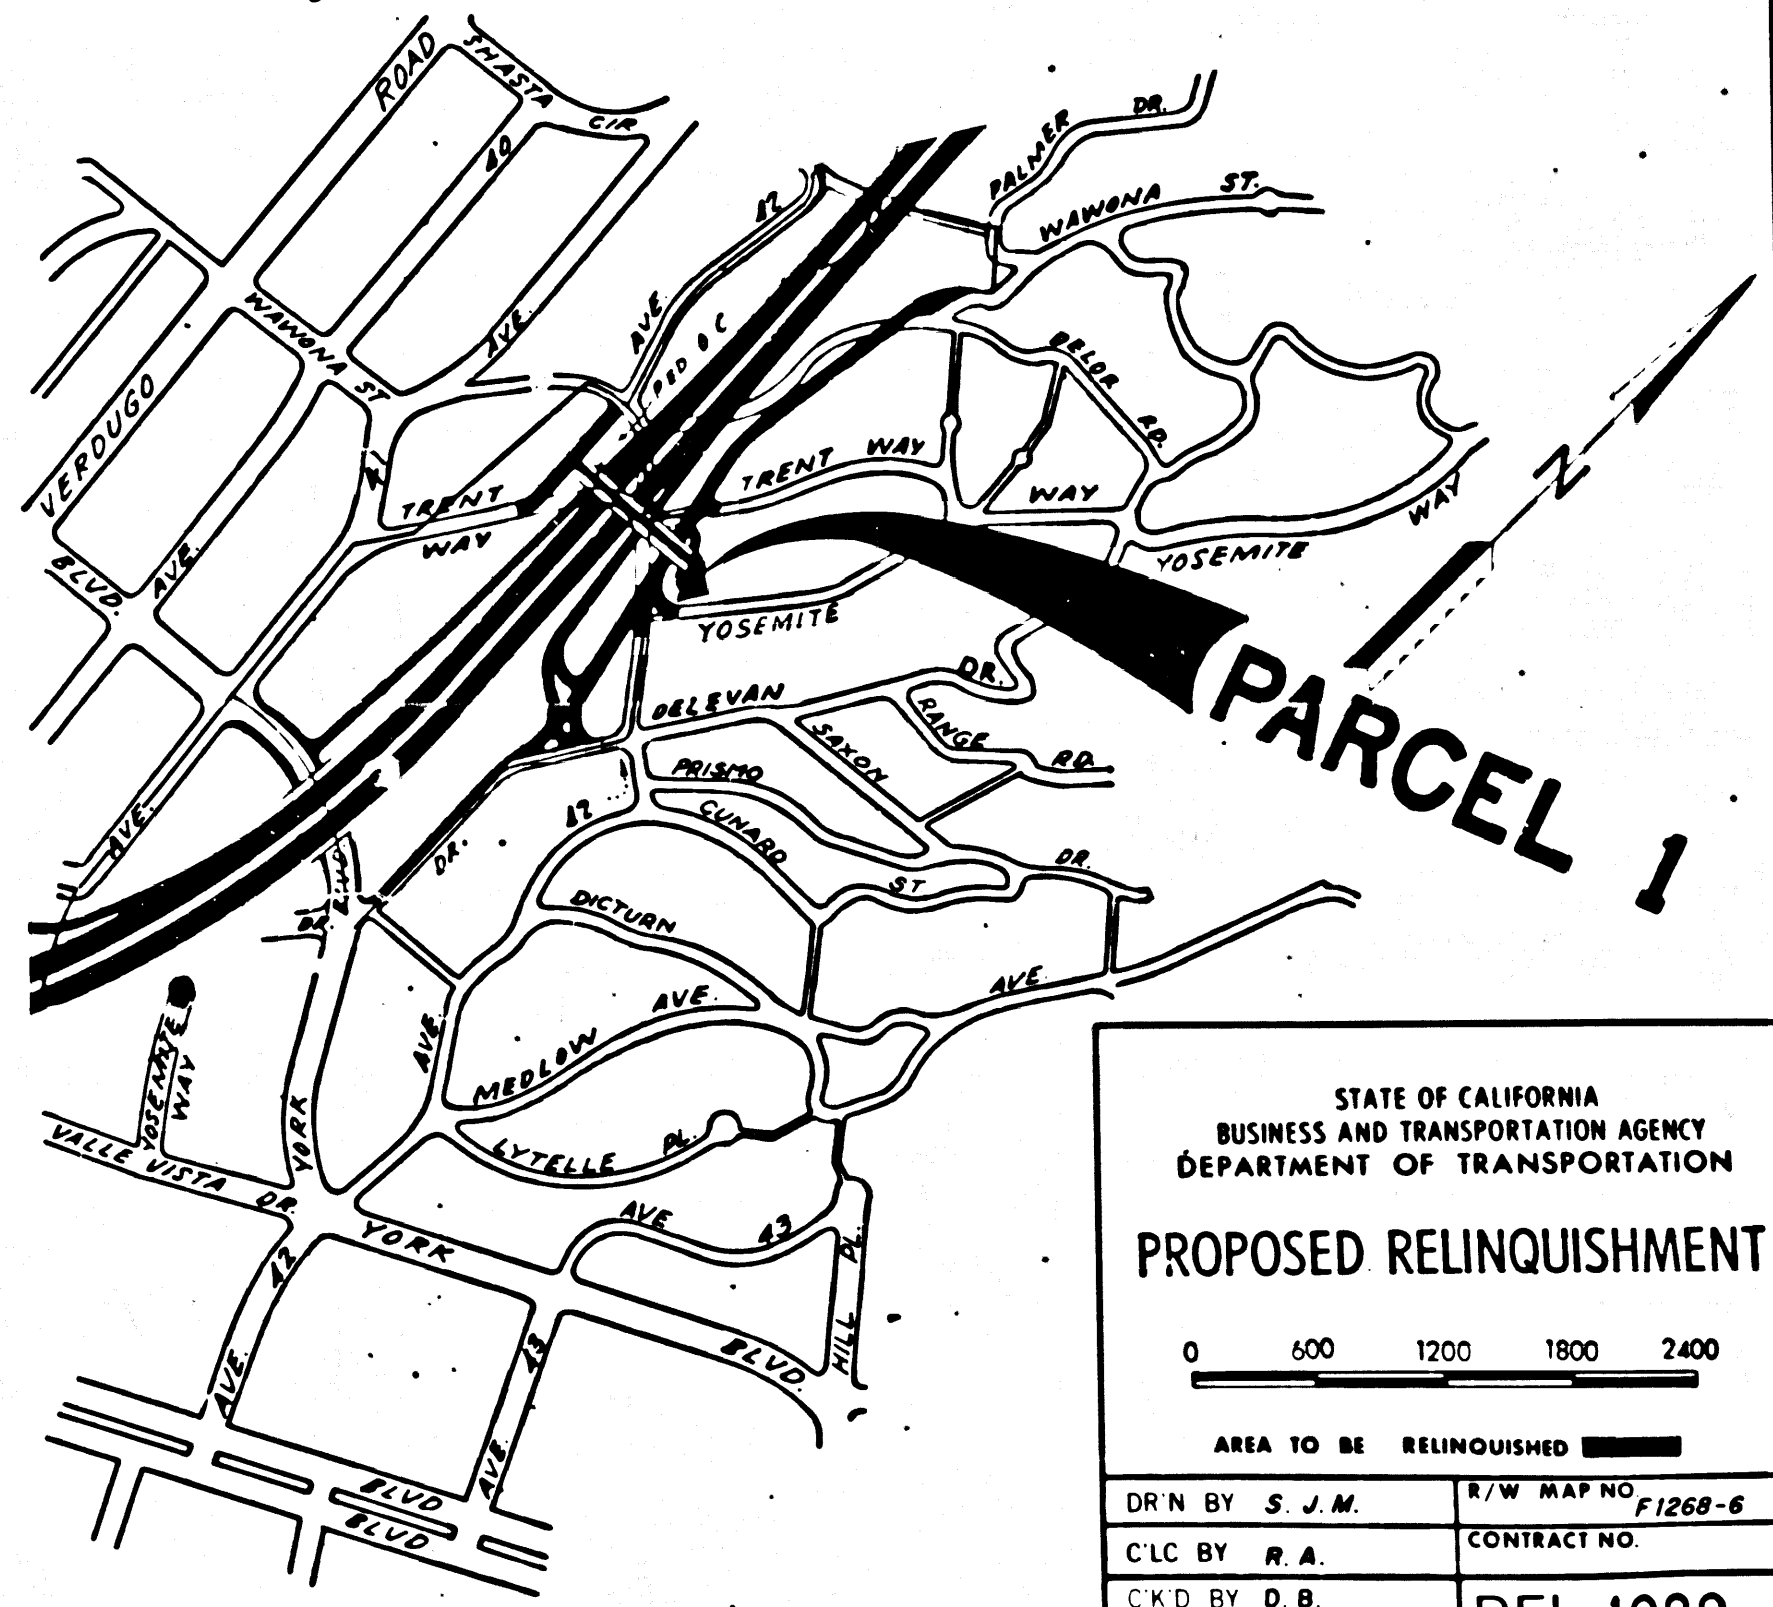 ROAD
SHASTA
CIR
40
PALMER
DR.
WAWONA
ST.
42
AVE.
PED O C
WAWONA ST
AVE.
VERDUGO
BLVD.
AVE.
41
TRENT
WAY
DELOR
RD.
TRENT WAY
WAY
WAY
YOSEMITE
N
YOSEMITE
PARCEL 1
DELEVAN
DR.
RANGE
RD.
SAXON
PRISMO
CUNARD
ST
DR.
42
DR.
AVE.
DR.
DICTURN
AVE.
AVE.
MEDLOW
AVE.
LYTELLE PL.
YOSEMITE
WAY
YORK
VALLE VISTA DR.
YORK
BLVD.
AVE
43
HILL PL.
42
AVE.
43
AVE.
BLVD
BLVD
STATE OF CALIFORNIA
BUSINESS AND TRANSPORTATION AGENCY
DEPARTMENT OF TRANSPORTATION
PROPOSED RELINQUISHMENT
0 600 1200 1800 2400
AREA TO BE RELINQUISHED
DR'N BY S. J. M.
R/W MAP NO. F1268-6
C'LC BY R. A.
CONTRACT NO.
C'K'D BY D. B.